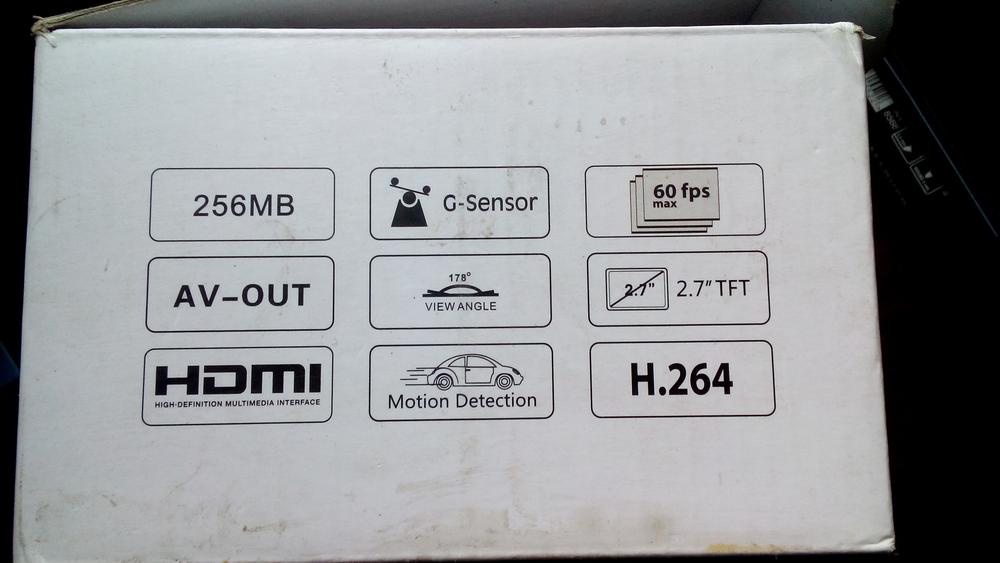 256MB
G-Sensor
60 fps
max
AV-OUT
178°
VIEW ANGLE
2.7"
2.7" TFT
HDMI
HIGH-DEFINITION MULTIMEDIA INTERFACE
Motion Detection
H.264